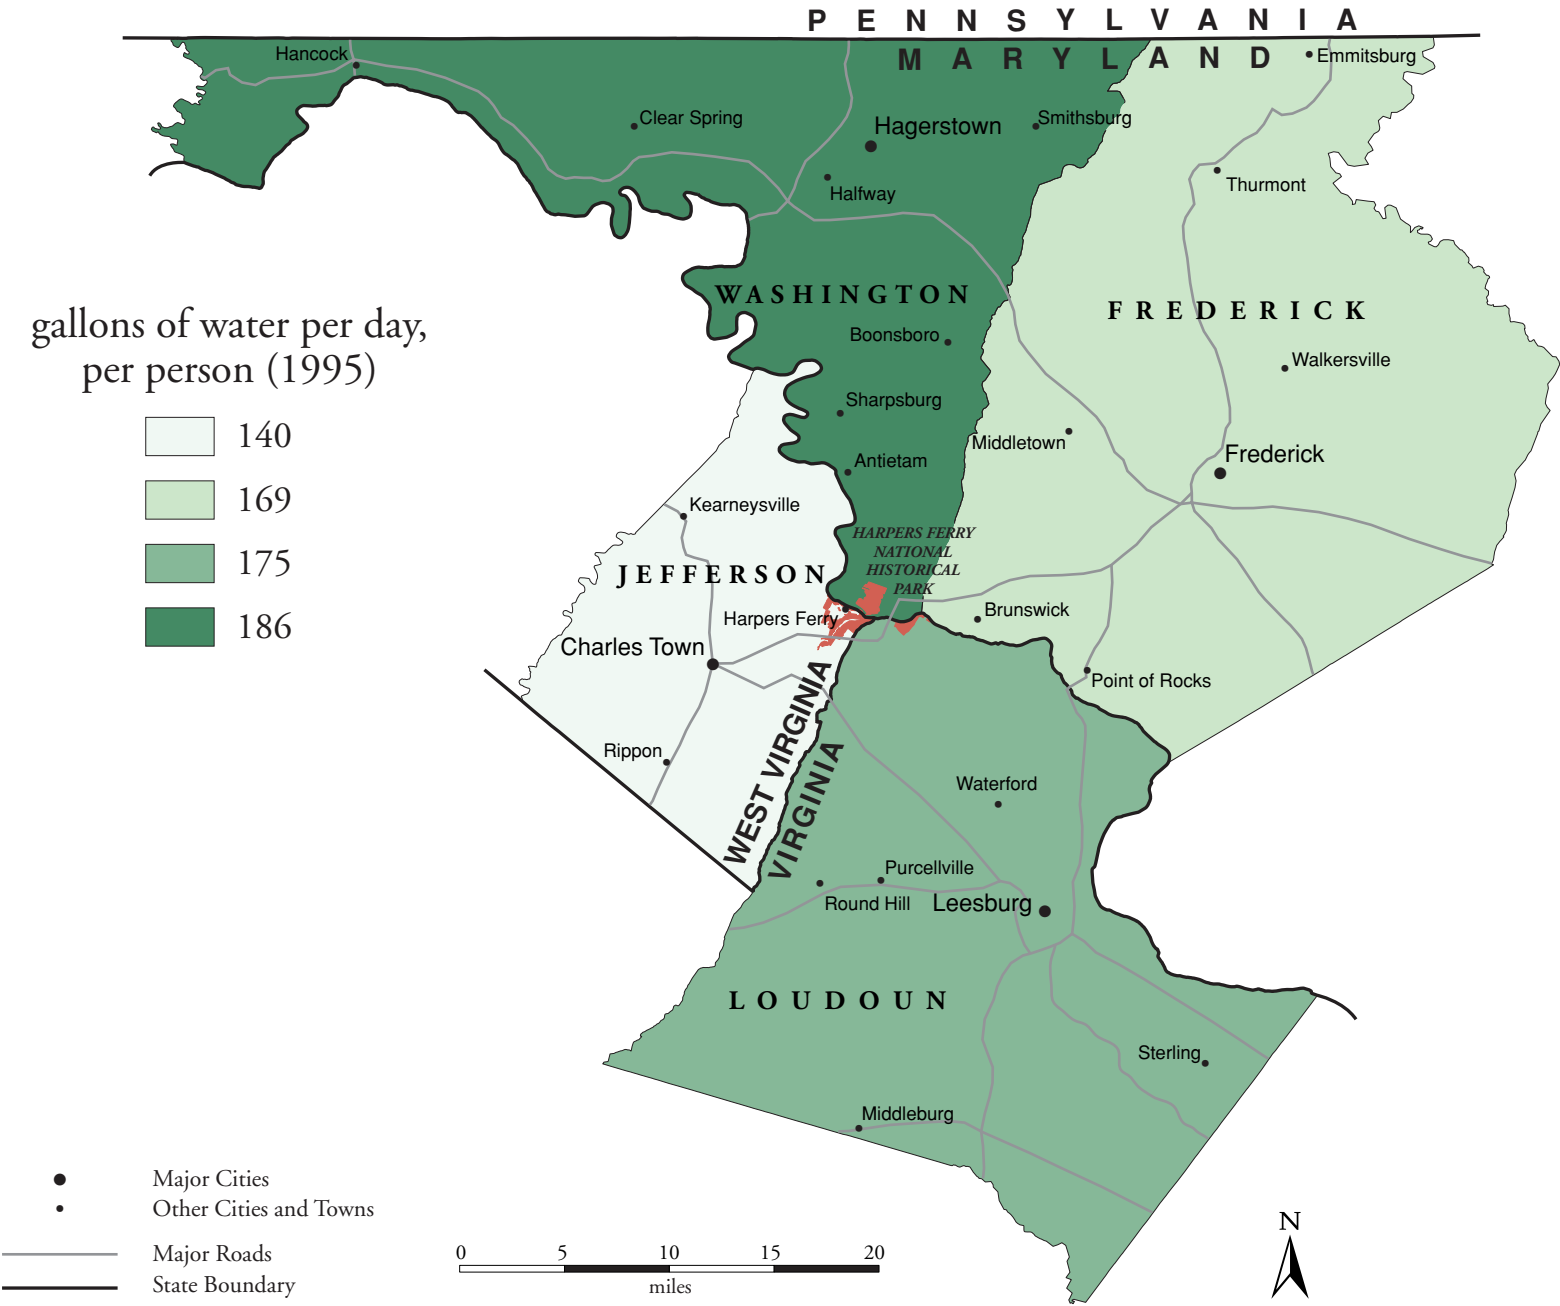 PENNSYLVANIA
MARYLAND
Hancock
Emmitsburg
Clear Spring
Hagerstown
Smithsburg
Halfway
Thurmont
WASHINGTON
FREDERICK
Boonsboro
Walkersville
Sharpsburg
Middletown
Frederick
Antietam
gallons of water per day,
per person (1995)
140
169
175
186
Kearneysville
HARPERS FERRY
NATIONAL
HISTORICAL
PARK
JEFFERSON
Harpers Ferry
Brunswick
Charles Town
Point of Rocks
Rippon
WEST VIRGINIA
VIRGINIA
Waterford
Purcellville
Round Hill
Leesburg
LOUDOUN
Sterling
Middleburg
Major Cities
Other Cities and Towns
Major Roads
State Boundary
0 5 10 15 20
miles
N